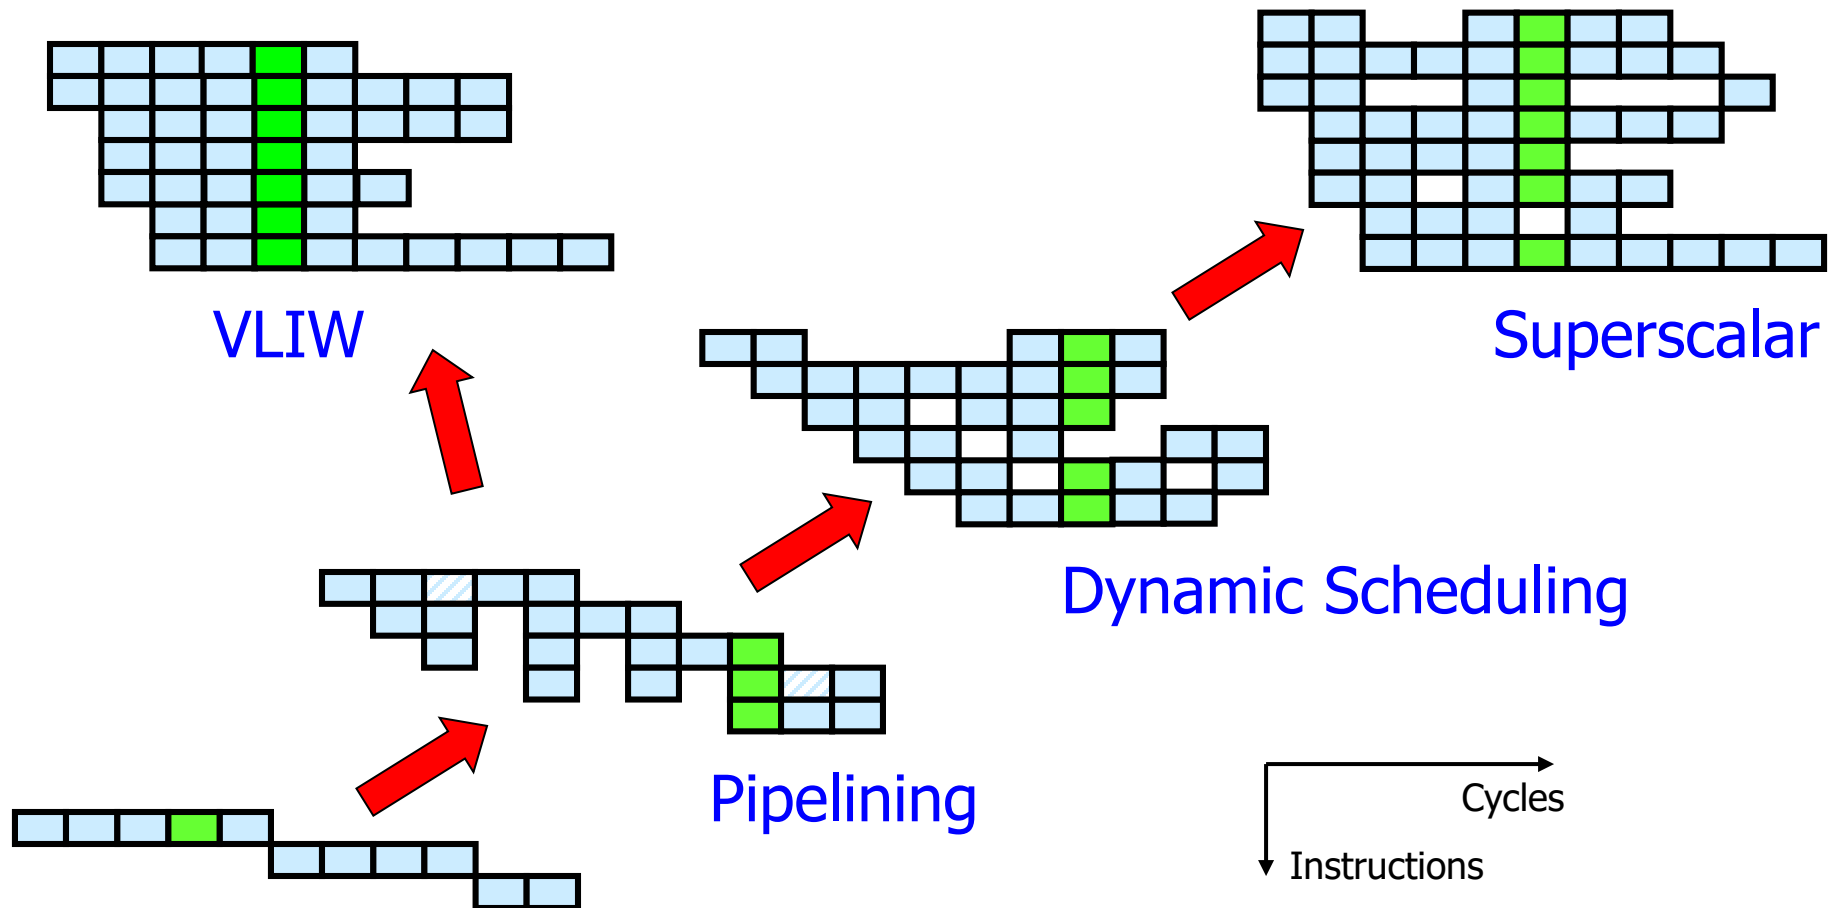 VLIW
Superscalar
Dynamic Scheduling
Pipelining
Cycles
Instructions